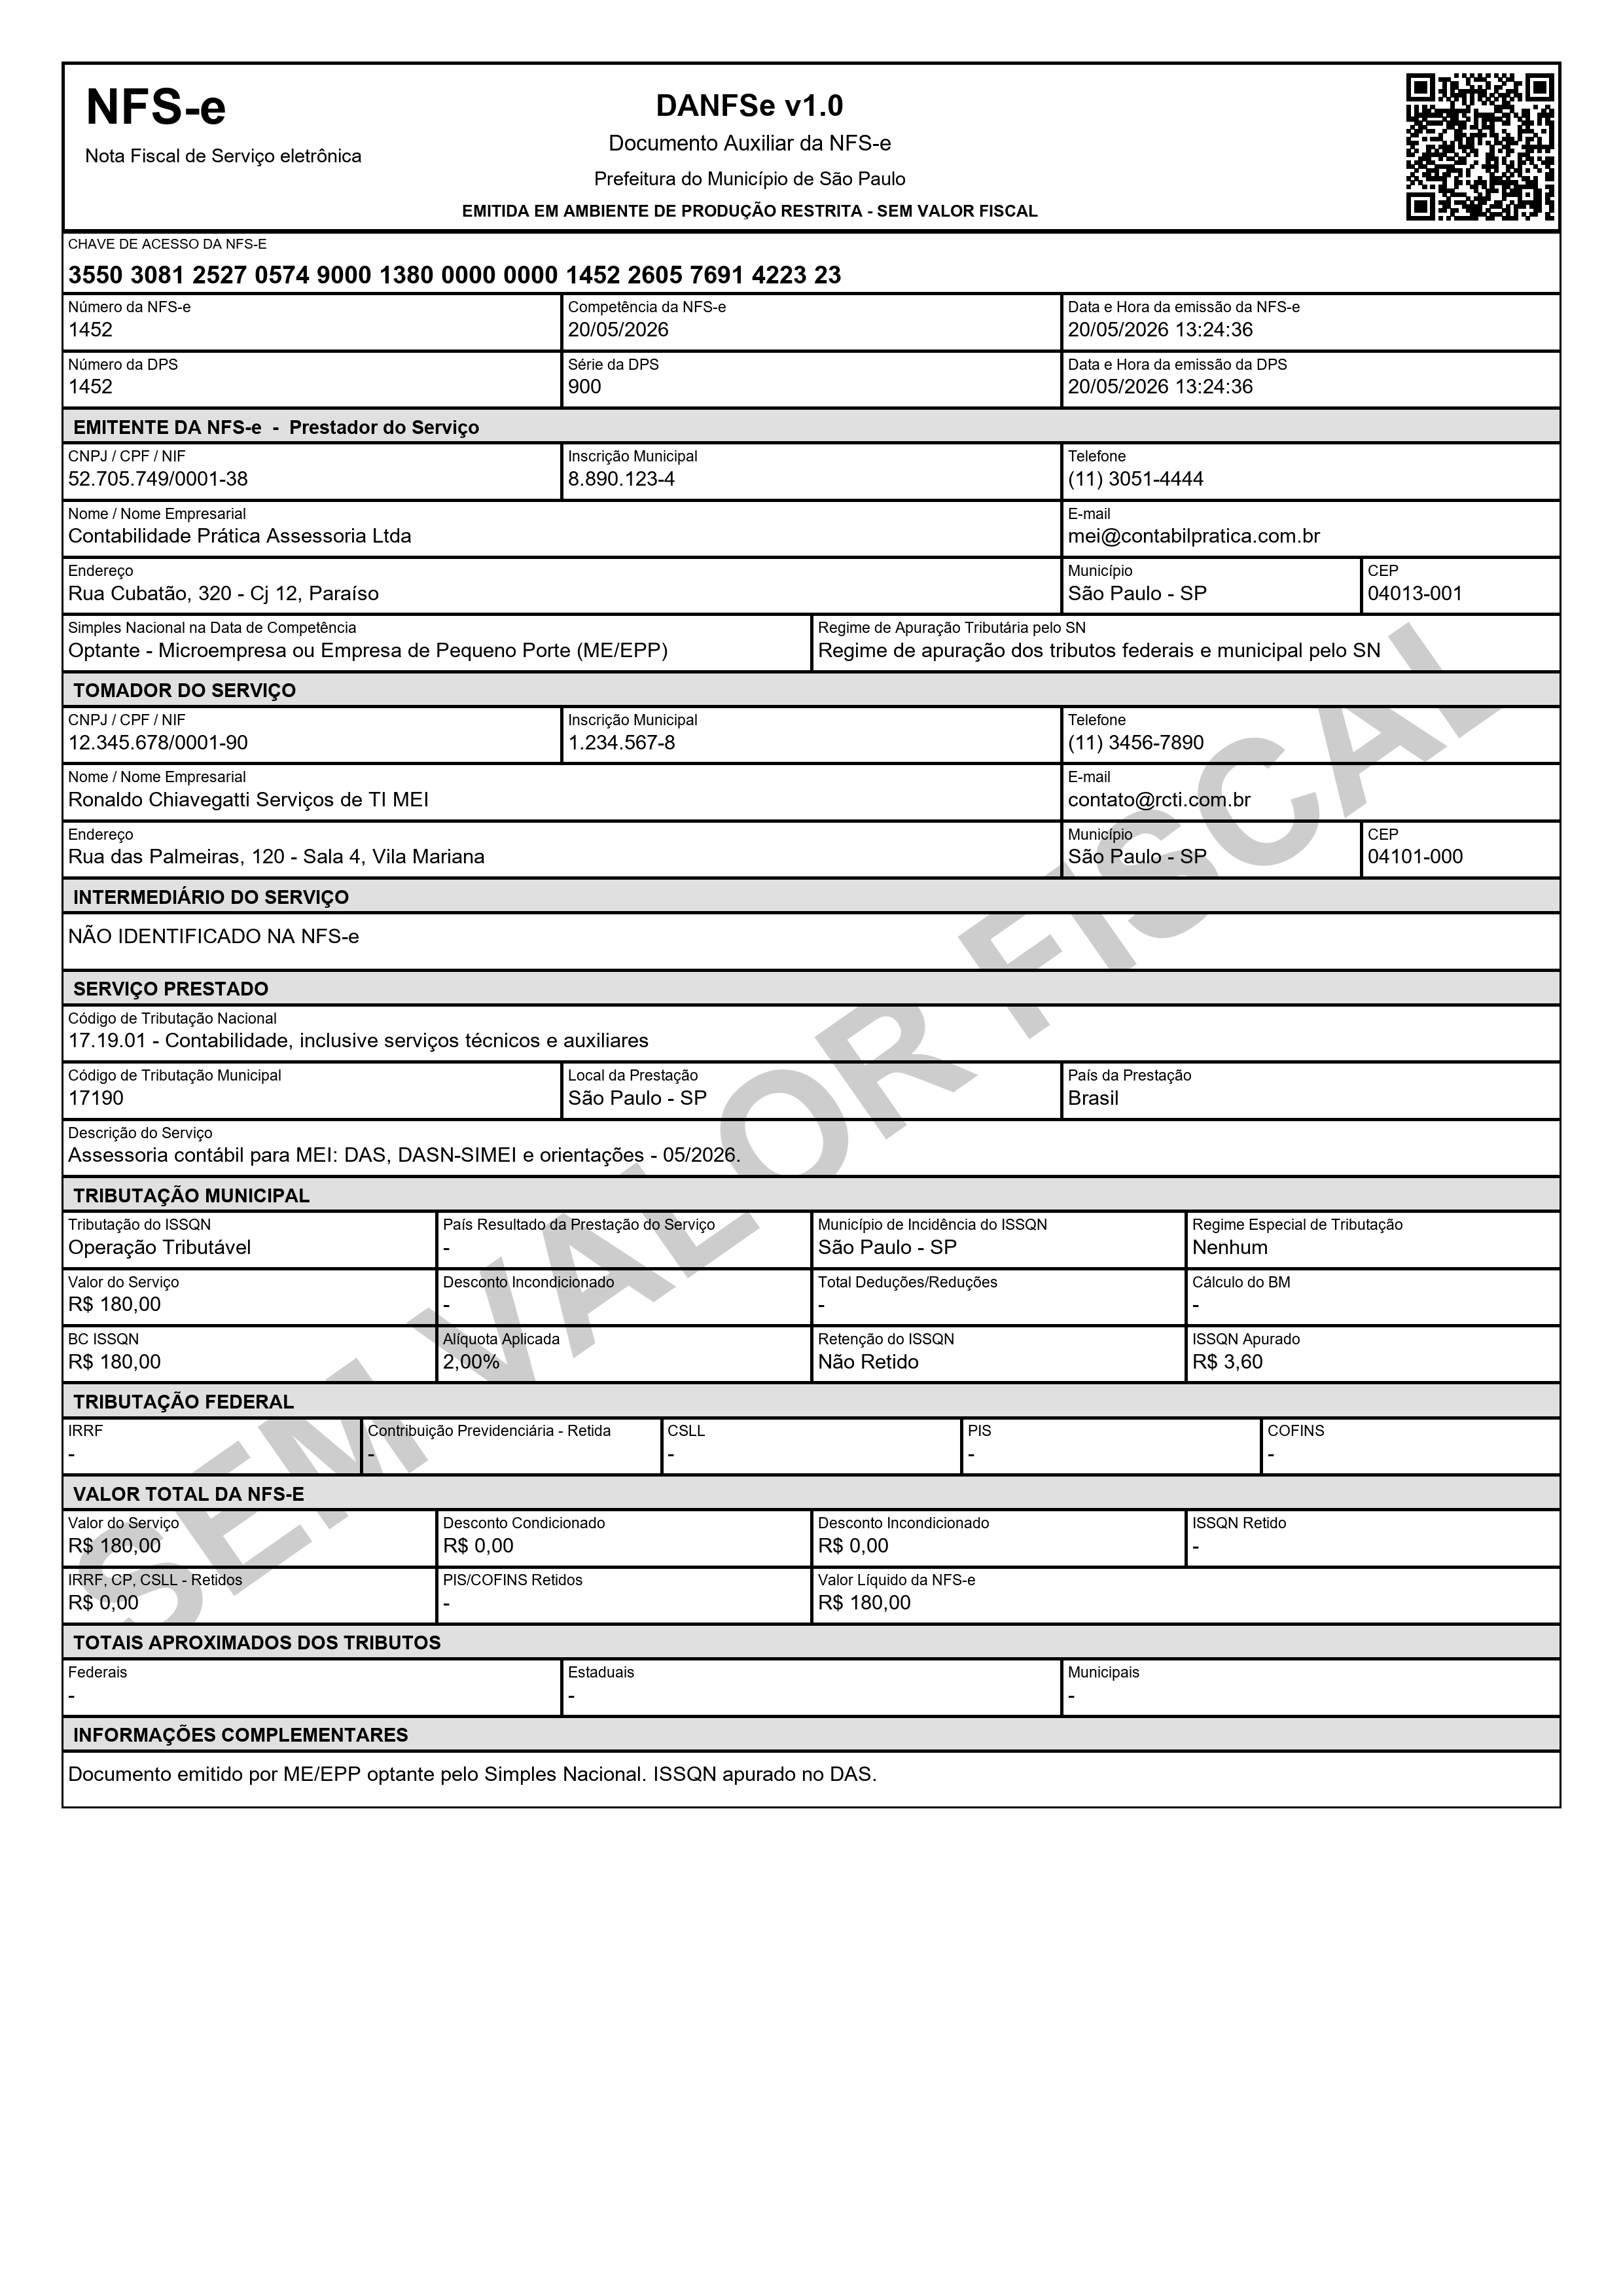 NFS-e
Nota Fiscal de Serviço eletrônica
DANFSe v1.0
Documento Auxiliar da NFS-e
Prefeitura do Município de São Paulo
EMITIDA EM AMBIENTE DE PRODUÇÃO RESTRITA - SEM VALOR FISCAL
CHAVE DE ACESSO DA NFS-E
3550 3081 2527 0574 9000 1380 0000 0000 1452 2605 7691 4223 23
Número da NFS-e Competência da NFS-e Data e Hora da emissão da NFS-e
1452 20/05/2026 20/05/2026 13:24:36
Número da DPS Série da DPS Data e Hora da emissão da DPS
1452 900 20/05/2026 13:24:36
EMITENTE DA NFS-e - Prestador do Serviço
CNPJ / CPF / NIF Inscrição Municipal Telefone
52.705.749/0001-38 8.890.123-4 (11) 3051-4444
Nome / Nome Empresarial E-mail
Contabilidade Prática Assessoria Ltda mei@contabilpratica.com.br
Endereço Município CEP
Rua Cubatão, 320 - Cj 12, Paraíso São Paulo - SP 04013-001
Simples Nacional na Data de Competência Regime de Apuração Tributária pelo SN
Optante - Microempresa ou Empresa de Pequeno Porte (ME/EPP) Regime de apuração dos tributos federais e municipal pelo SN
TOMADOR DO SERVIÇO
CNPJ / CPF / NIF Inscrição Municipal Telefone
12.345.678/0001-90 1.234.567-8 (11) 3456-7890
Nome / Nome Empresarial E-mail
Ronaldo Chiavegatti Serviços de TI MEI contato@rcti.com.br
Endereço Município CEP
Rua das Palmeiras, 120 - Sala 4, Vila Mariana São Paulo - SP 04101-000
INTERMEDIÁRIO DO SERVIÇO
NÃO IDENTIFICADO NA NFS-e
SERVIÇO PRESTADO
Código de Tributação Nacional
17.19.01 - Contabilidade, inclusive serviços técnicos e auxiliares
Código de Tributação Municipal Local da Prestação País da Prestação
17190 São Paulo - SP Brasil
Descrição do Serviço
Assessoria contábil para MEI: DAS, DASN-SIMEI e orientações - 05/2026.
TRIBUTAÇÃO MUNICIPAL
Tributação do ISSQN País Resultado da Prestação do Serviço Município de Incidência do ISSQN Regime Especial de Tributação
Operação Tributável - São Paulo - SP Nenhum
Valor do Serviço Desconto Incondicionado Total Deduções/Reduções Cálculo do BM
R$ 180,00 - - -
BC ISSQN Alíquota Aplicada Retenção do ISSQN ISSQN Apurado
R$ 180,00 2,00% Não Retido R$ 3,60
TRIBUTAÇÃO FEDERAL
IRRF Contribuição Previdenciária - Retida CSLL PIS COFINS
- - - - -
VALOR TOTAL DA NFS-E
Valor do Serviço Desconto Condicionado Desconto Incondicionado ISSQN Retido
R$ 180,00 R$ 0,00 R$ 0,00 -
IRRF, CP, CSLL - Retidos PIS/COFINS Retidos Valor Líquido da NFS-e
R$ 0,00 - R$ 180,00
TOTAIS APROXIMADOS DOS TRIBUTOS
Federais Estaduais Municipais
- - -
INFORMAÇÕES COMPLEMENTARES
Documento emitido por ME/EPP optante pelo Simples Nacional. ISSQN apurado no DAS.
SEM VALOR FISCAL